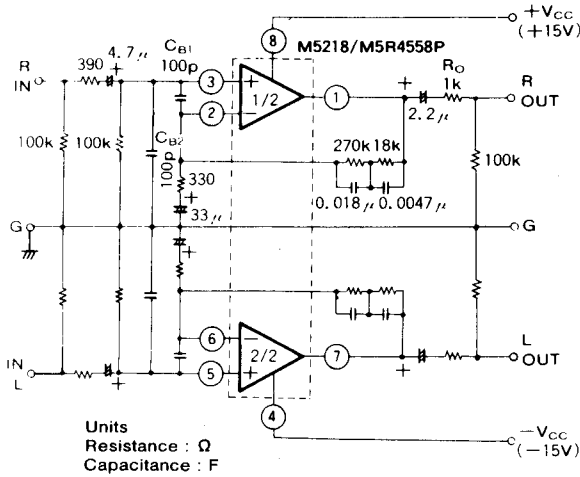 +VCC
(+15V)
8
M5218/M5R4558P
CB1
100p
4.7μ
390
+
R
IN
3
+
1/2
1
+
RO
1k
R
OUT
2
−
2.2μ
100k
100k
CB2
100p
270k
18k
100k
330
+
0.018μ
0.0047μ
33μ
G
G
+
6
−
2/2
7
L
OUT
+
IN
L
5
+
+
4
−VCC
(−15V)
Units
Resistance : Ω
Capacitance : F